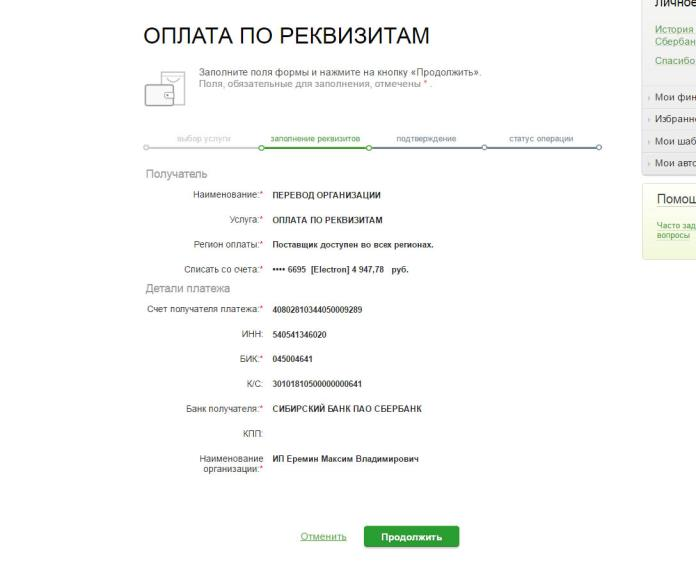 Личное
ОПЛАТА ПО РЕКВИЗИТАМ
История
Сбербан
Спасибо
Заполните поля формы и нажмите на кнопку «Продолжить».
Поля, обязательные для заполнения, отмечены * .
Мои фин
Избранно
Мои шаб
Мои авто
выбор услуги заполнение реквизитов подтверждение статус операции
Получатель
Наименование:* ПЕРЕВОД ОРГАНИЗАЦИИ
Услуга:* ОПЛАТА ПО РЕКВИЗИТАМ
Регион оплаты:* Поставщик доступен во всех регионах.
Списать со счета:* •••• 6695 [Electron] 4 947,78 руб.
Помощ
Часто зад
вопросы
Детали платежа
Счет получателя платежа:* 40802810344050009289
ИНН: 540541346020
БИК:* 045004641
К/С: 30101810500000000641
Банк получателя:* СИБИРСКИЙ БАНК ПАО СБЕРБАНК
КПП:
Наименование ИП Еремин Максим Владимирович
организации:*
Отменить Продолжить